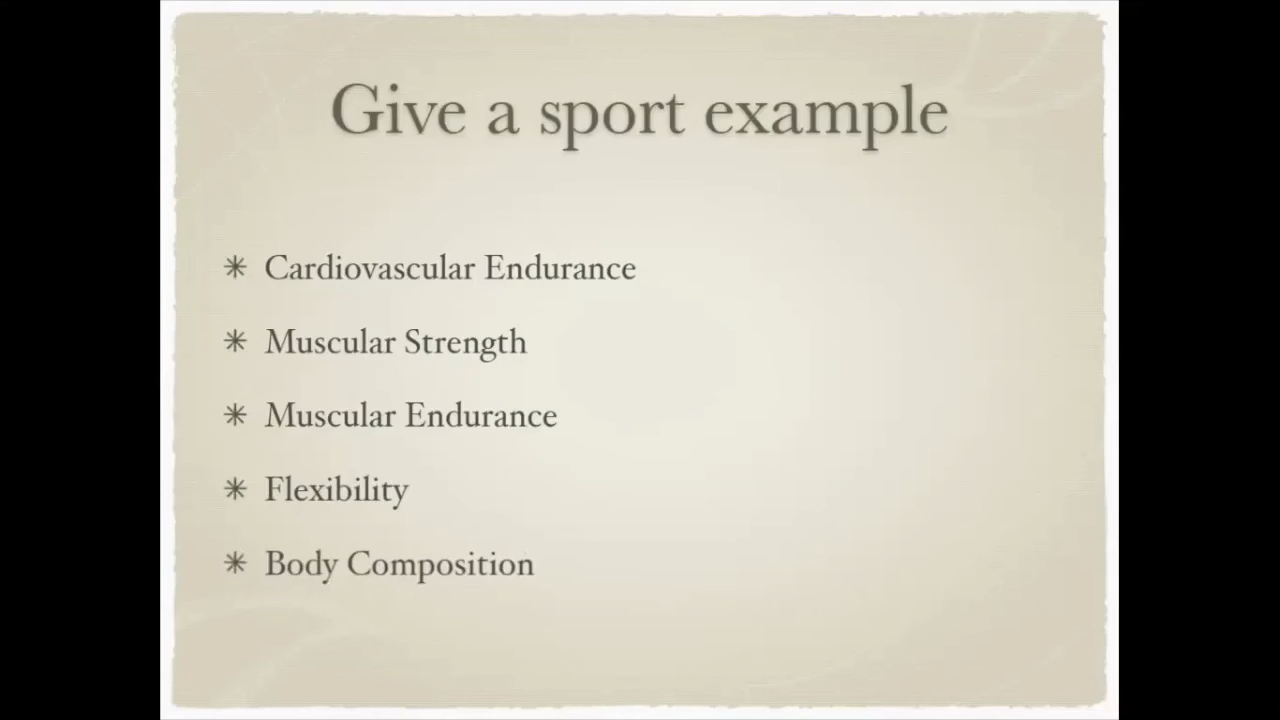 Give a sport example
✳ Cardiovascular Endurance
✳ Muscular Strength
✳ Muscular Endurance
✳ Flexibility
✳ Body Composition